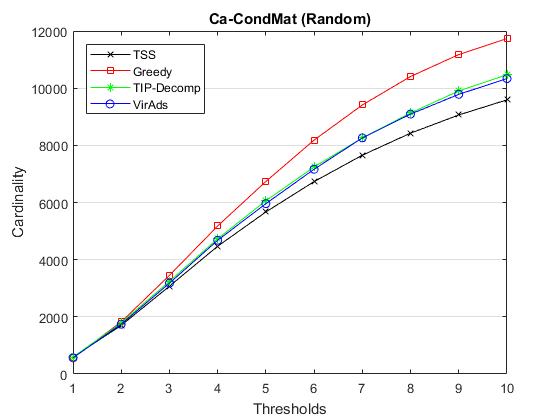 Ca-CondMat (Random)
TSS
Greedy
TIP-Decomp
VirAds
12000
10000
8000
6000
4000
2000
0
Cardinality
1 2 3 4 5 6 7 8 9 10
Thresholds